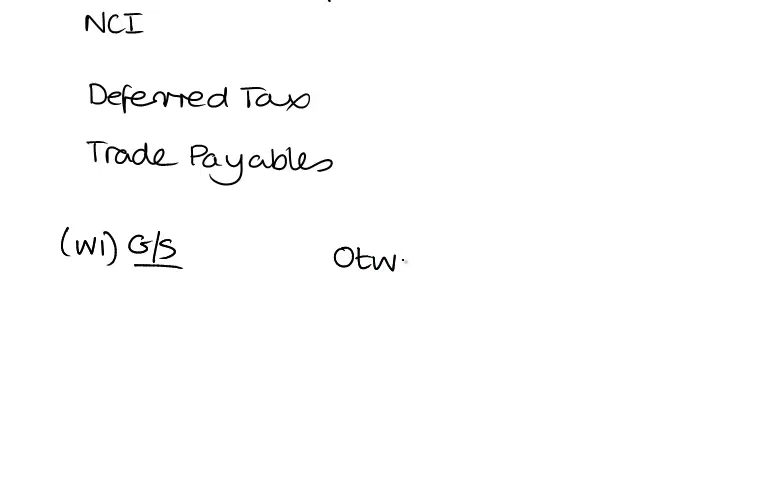 NCI
Deferred Tax
Trade Payables
(W1) G/S Otw